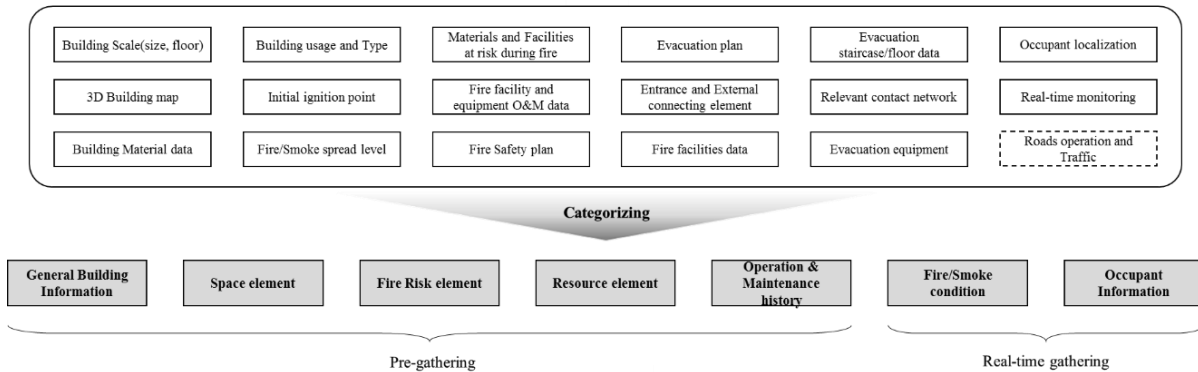 Building Scale(size, floor)
Building usage and Type
Materials and Facilities
at risk during fire
Evacuation plan
Evacuation
staircase/floor data
Occupant localization
3D Building map
Initial ignition point
Fire facility and
equipment O&M data
Entrance and External
connecting element
Relevant contact network
Real-time monitoring
Building Material data
Fire/Smoke spread level
Fire Safety plan
Fire facilities data
Evacuation equipment
Roads operation and
Traffic
Categorizing
General Building
Information
Space element
Fire Risk element
Resource element
Operation &
Maintenance
history
Fire/Smoke
condition
Occupant
Information
Pre-gathering
Real-time gathering